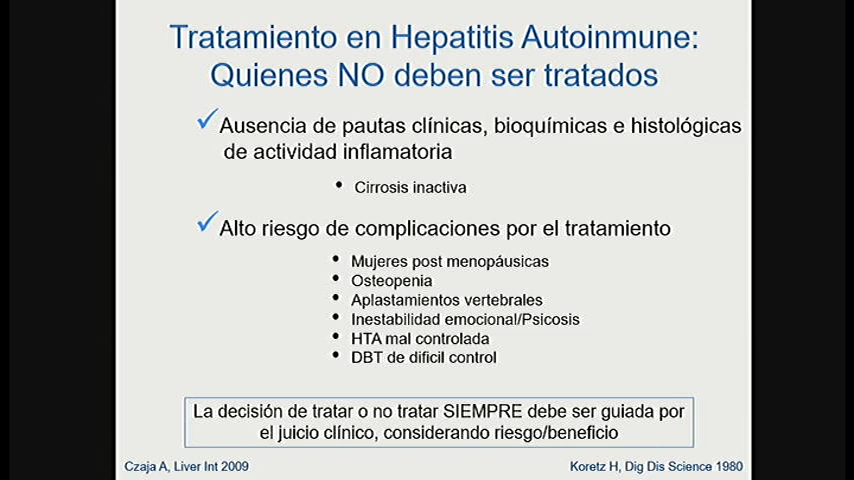 Tratamiento en Hepatitis Autoinmune:
Quienes NO deben ser tratados
✓Ausencia de pautas clínicas, bioquímicas e histológicas
de actividad inflamatoria
• Cirrosis inactiva
✓Alto riesgo de complicaciones por el tratamiento
• Mujeres post menopáusicas
• Osteopenia
• Aplastamientos vertebrales
• Inestabilidad emocional/Psicosis
• HTA mal controlada
• DBT de dificil control
La decisión de tratar o no tratar SIEMPRE debe ser guiada por
el juicio clínico, considerando riesgo/beneficio
Czaja A, Liver Int 2009
Koretz H, Dig Dis Science 1980